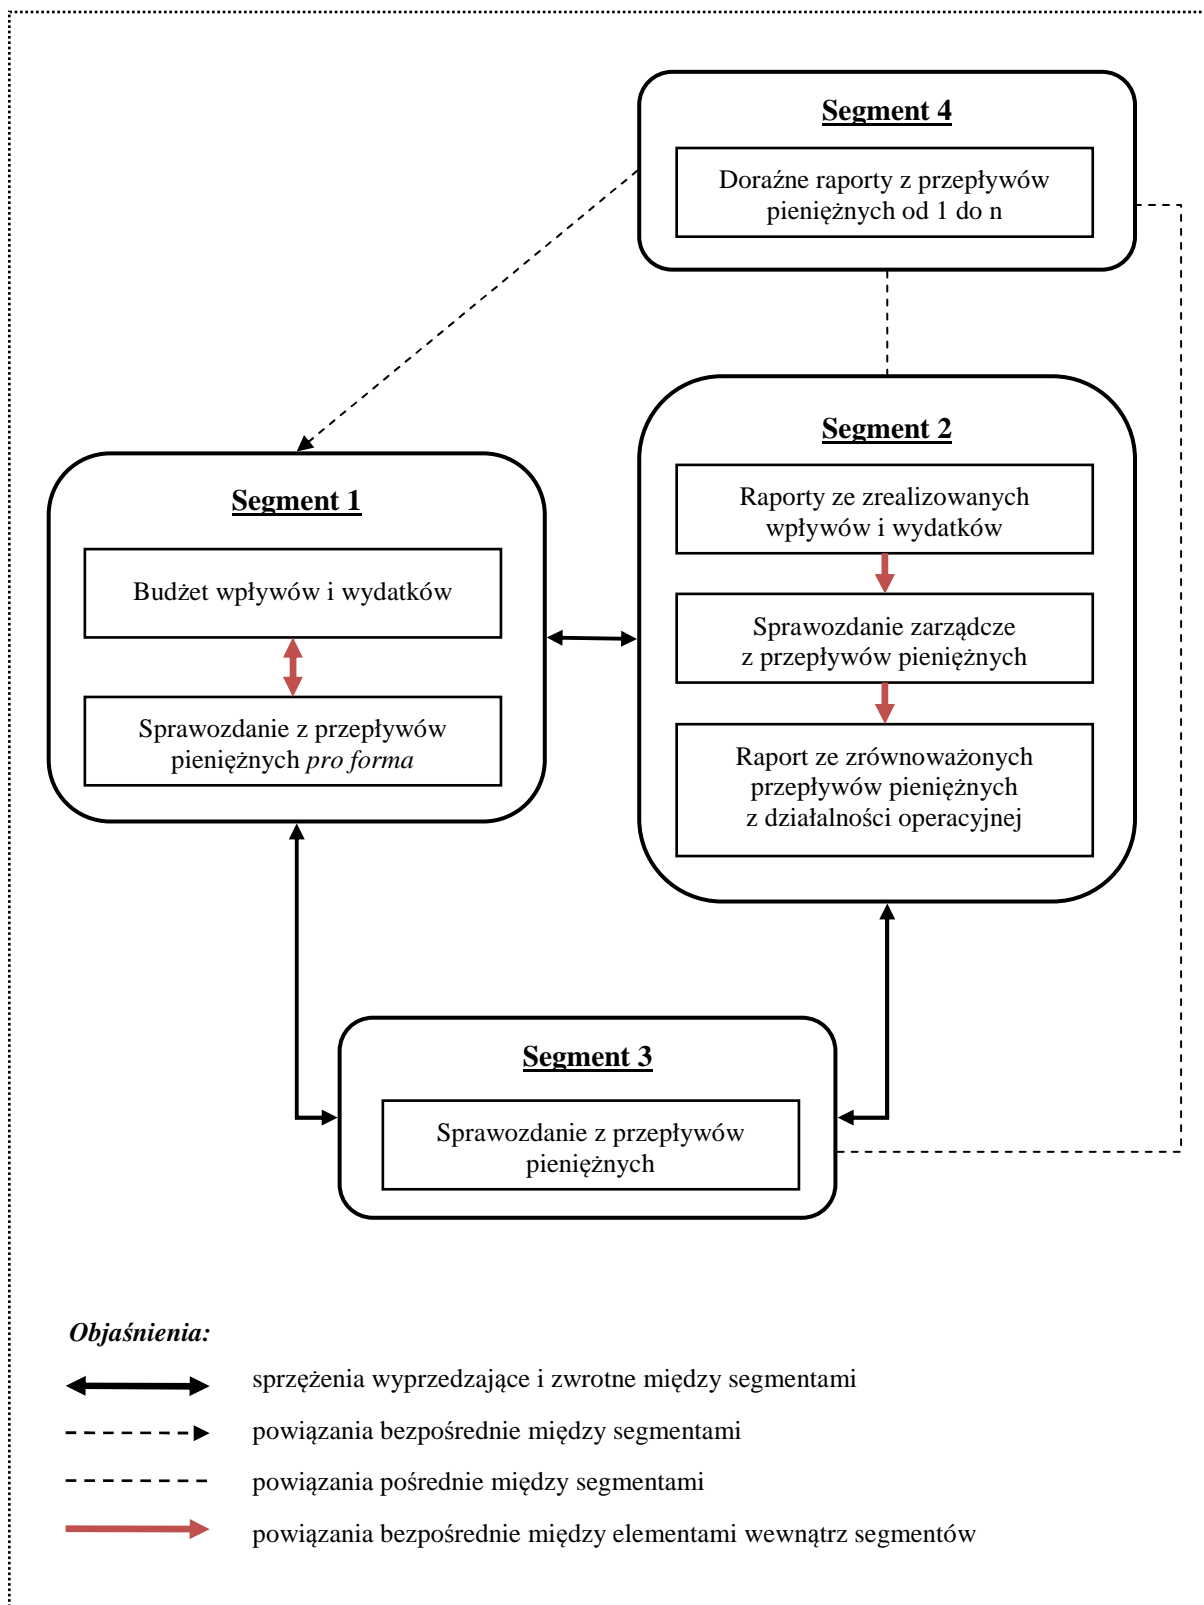 Segment 4
Doraźne raporty z przepływów
pieniężnych od 1 do n
Segment 2
Raporty ze zrealizowanych
wpływów i wydatków
Sprawozdanie zarządcze
z przepływów pieniężnych
Raport ze zrównoważonych
przepływów pieniężnych
z działalności operacyjnej
Segment 1
Budżet wpływów i wydatków
Sprawozdanie z przepływów
pieniężnych pro forma
Segment 3
Sprawozdanie z przepływów
pieniężnych
Objaśnienia:
sprzężenia wyprzedzające i zwrotne między segmentami
powiązania bezpośrednie między segmentami
powiązania pośrednie między segmentami
powiązania bezpośrednie między elementami wewnątrz segmentów